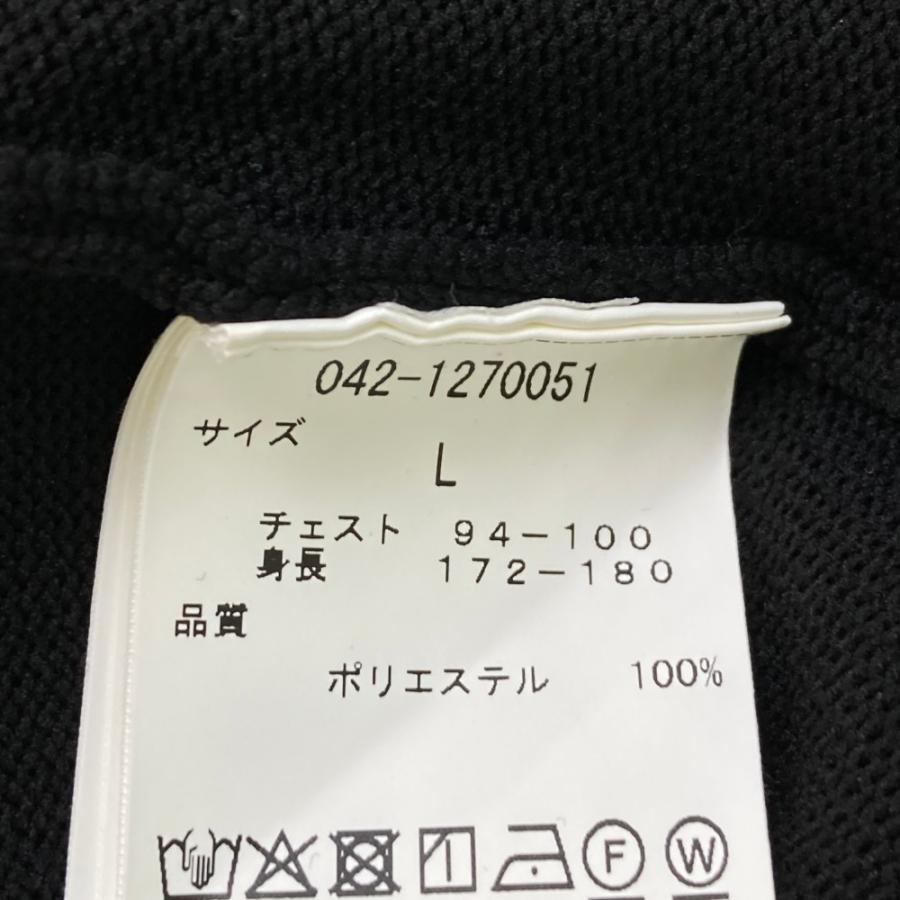 042-1270051
サイズ
L
チェスト 94-100
身長 172-180
品質
ポリエステル 100%
F W